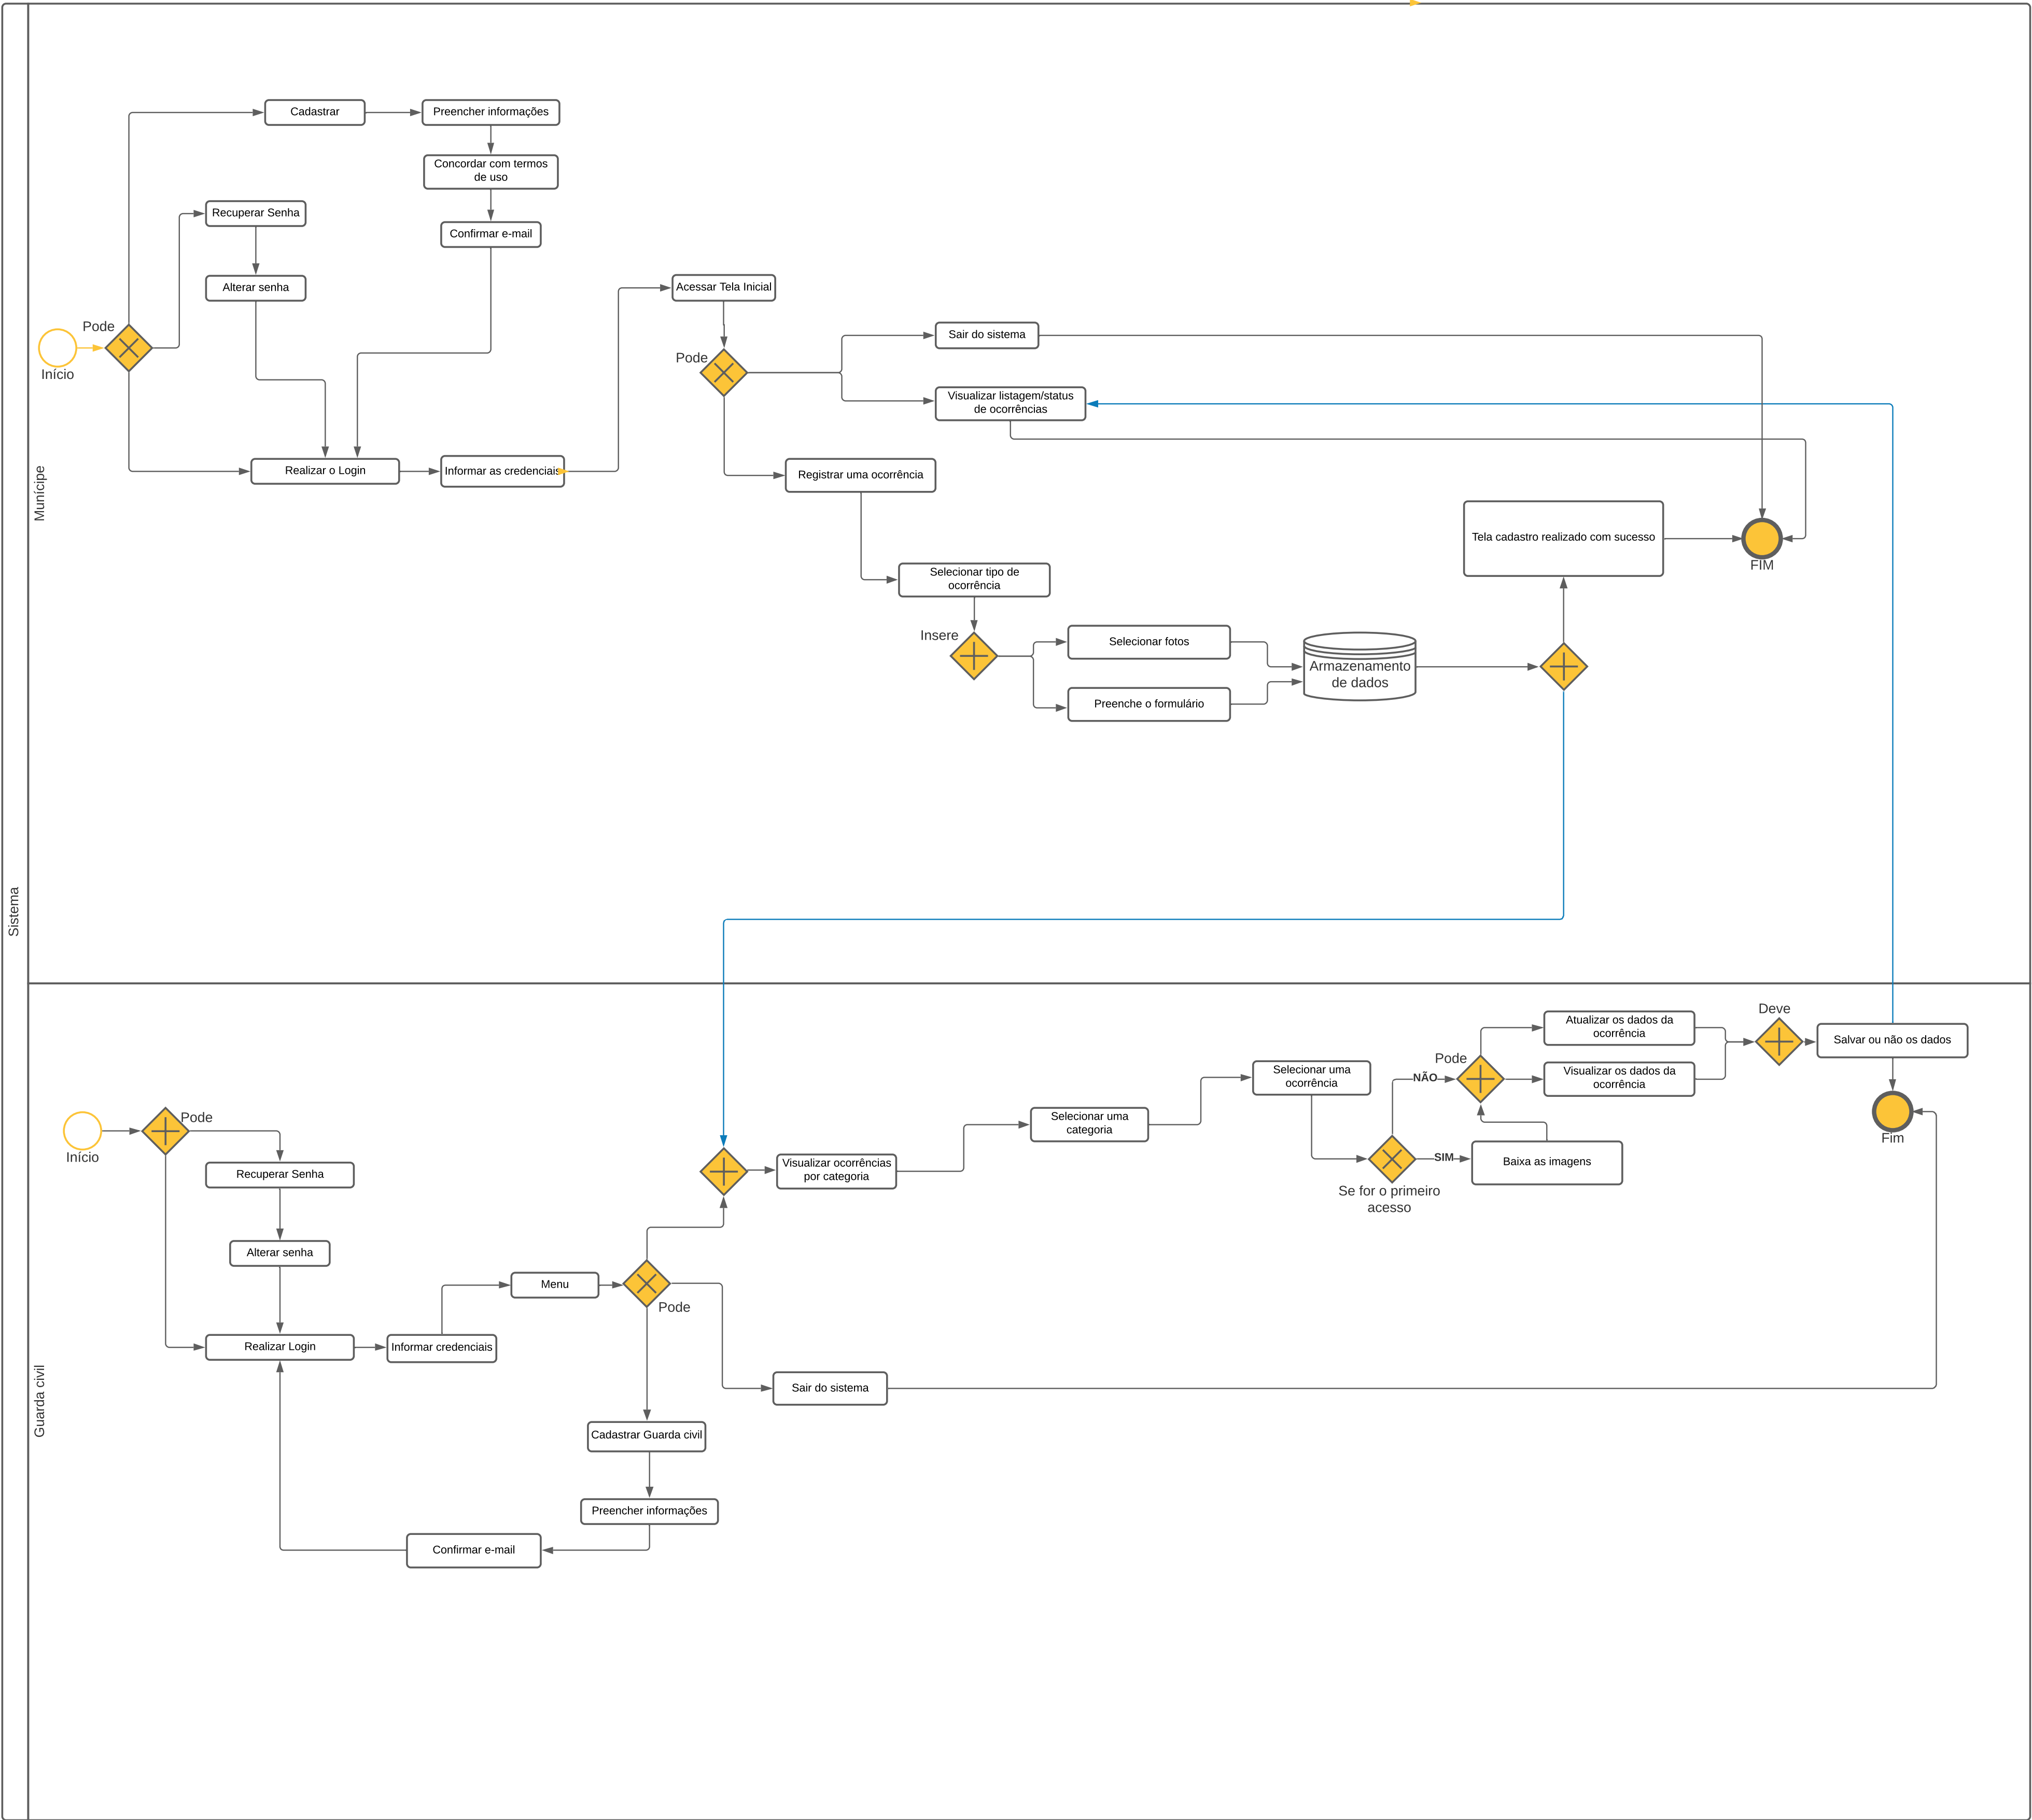 Sistema
Munícipe
Cadastrar
Preencher informações
Concordar com termos
de uso
Recuperar Senha
Confirmar e-mail
Alterar senha
Acessar Tela Inicial
Pode
Início
Pode
Sair do sistema
Visualizar listagem/status
de ocorrências
Realizar o Login
Informar as credenciais
Registrar uma ocorrência
Tela cadastro realizado com sucesso
FIM
Selecionar tipo de
ocorrência
Insere
Selecionar fotos
Armazenamento
de dados
Preenche o formulário
Guarda civil
Deve
Atualizar os dados da
ocorrência
Salvar ou não os dados
Pode
Selecionar uma
ocorrência
NÃO
Visualizar os dados da
ocorrência
Selecionar uma
categoria
Pode
Início
Fim
Visualizar ocorrências
por categoria
SIM
Baixa as imagens
Se for o primeiro
acesso
Recuperar Senha
Alterar senha
Menu
Pode
Realizar Login
Informar credenciais
Sair do sistema
Cadastrar Guarda civil
Preencher informações
Confirmar e-mail